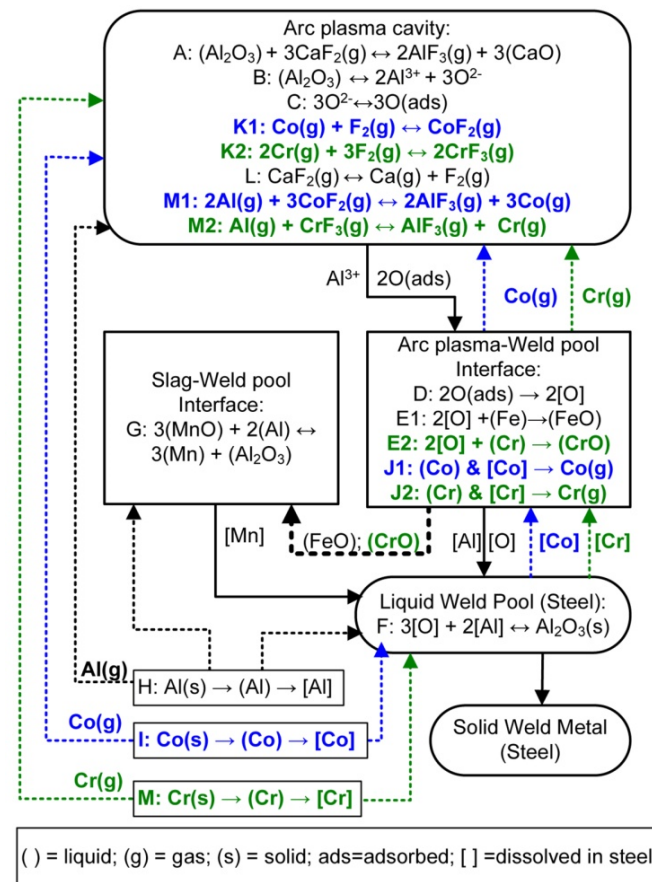 Arc plasma cavity:
A: (Al₂O₃) + 3CaF₂(g) ↔ 2AlF₃(g) + 3(CaO)
B: (Al₂O₃) ↔ 2Al³⁺ + 3O²⁻
C: 3O²⁻↔3O(ads)
K1: Co(g) + F₂(g) ↔ CoF₂(g)
K2: 2Cr(g) + 3F₂(g) ↔ 2CrF₃(g)
L: CaF₂(g) ↔ Ca(g) + F₂(g)
M1: 2Al(g) + 3CoF₂(g) ↔ 2AlF₃(g) + 3Co(g)
M2: Al(g) + CrF₃(g) ↔ AlF₃(g) + Cr(g)
Al³⁺
2O(ads)
Co(g)
Cr(g)
Slag-Weld pool
Interface:
G: 3(MnO) + 2(Al) ↔
3(Mn) + (Al₂O₃)
Arc plasma-Weld pool
Interface:
D: 2O(ads) → 2[O]
E1: 2[O] +(Fe)→(FeO)
E2: 2[O] + (Cr) → (CrO)
J1: (Co) & [Co] → Co(g)
J2: (Cr) & [Cr] → Cr(g)
[Mn]
(FeO); (CrO)
[Al]
[O]
[Co]
[Cr]
Liquid Weld Pool (Steel):
F: 3[O] + 2[Al] ↔ Al₂O₃(s)
Al(g)
H: Al(s) → (Al) → [Al]
Co(g)
I: Co(s) → (Co) → [Co]
Solid Weld Metal
(Steel)
Cr(g)
M: Cr(s) → (Cr) → [Cr]
( ) = liquid; (g) = gas; (s) = solid; ads=adsorbed; [ ] =dissolved in steel